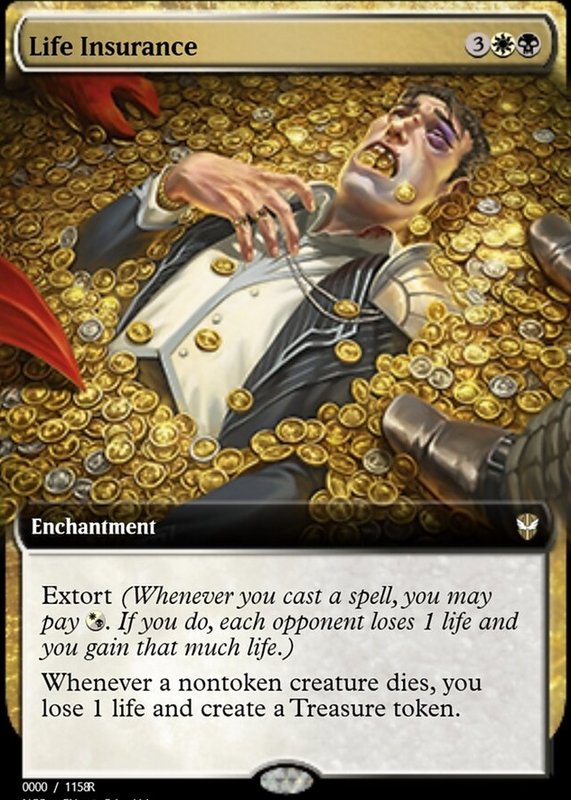 Life Insurance 3
Enchantment
Extort (Whenever you cast a spell, you may
pay . If you do, each opponent loses 1 life and
you gain that much life.)
Whenever a nontoken creature dies, you
lose 1 life and create a Treasure token.
0000 / 1158R